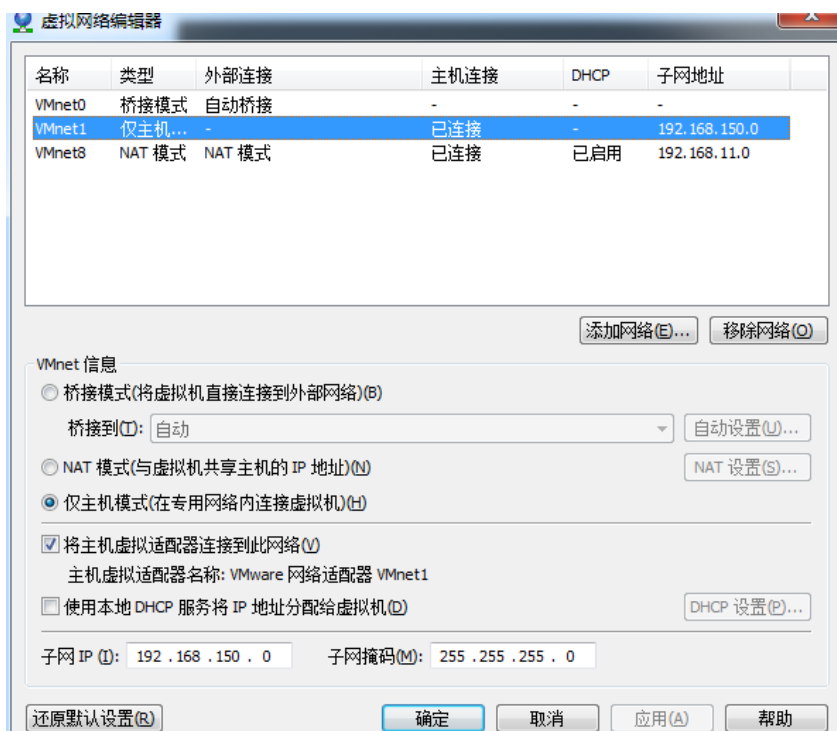 虚拟网络编辑器
名称 类型 外部连接 主机连接 DHCP 子网地址
VMnet0 桥接模式 自动桥接 - - -
VMnet1 仅主机... - 已连接 - 192.168.150.0
VMnet8 NAT 模式 NAT 模式 已连接 已启用 192.168.11.0
添加网络(E)... 移除网络(O)
VMnet 信息
桥接模式(将虚拟机直接连接到外部网络)(B)
桥接到(T): 自动 自动设置(U)...
NAT 模式(与虚拟机共享主机的 IP 地址)(N) NAT 设置(S)...
仅主机模式(在专用网络内连接虚拟机)(H)
将主机虚拟适配器连接到此网络(V)
主机虚拟适配器名称: VMware 网络适配器 VMnet1
使用本地 DHCP 服务将 IP 地址分配给虚拟机(D) DHCP 设置(P)...
子网 IP (I): 192 .168 .150 . 0 子网掩码(M): 255 .255 .255 . 0
还原默认设置(R) 确定 取消 应用(A) 帮助